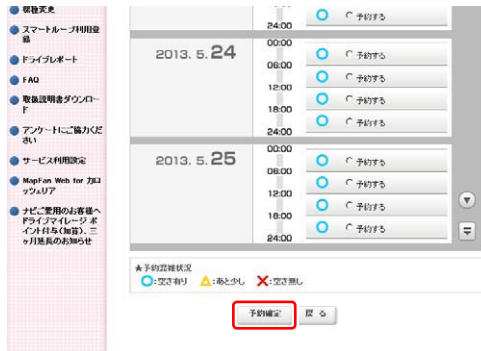 機種変更
スマートループ利用登
録
ドライブレポート
FAQ
取扱説明書ダウンロー
ド
アンケートにご協力くだ
さい
サービス利用設定
MapFan Web for カロ
ッツェリア
ナビご愛用のお客様へ
ドライブマイレージ ポ
イント付与(加算)、三
ヶ月延長のお知らせ
予約する
24:00
2013. 5. 24
00:00
予約する
06:00
予約する
12:00
予約する
18:00
予約する
24:00
2013. 5. 25
00:00
予約する
06:00
予約する
12:00
予約する
18:00
予約する
24:00
★予約混雑状況
:空き有り :あと少し :空き無し
予約確定 戻 る